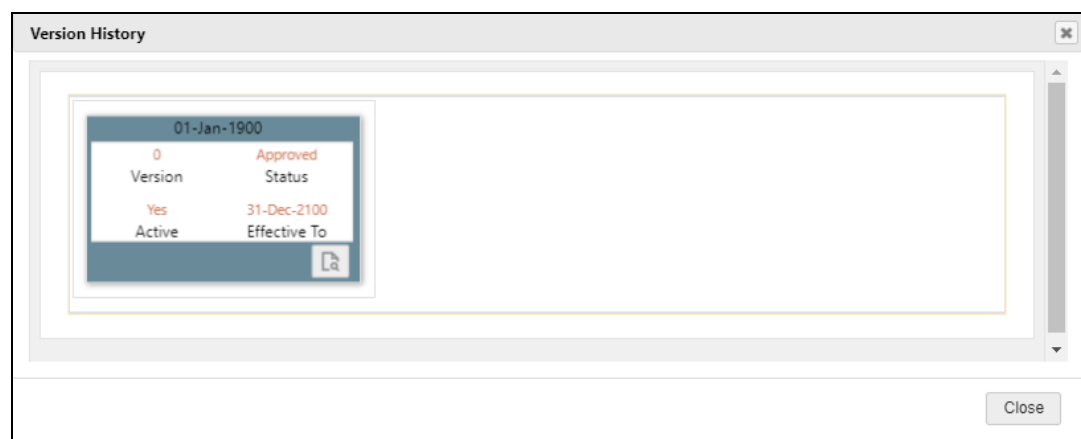 Version History
01-Jan-1900
0 Approved
Version Status
Yes 31-Dec-2100
Active Effective To
Close